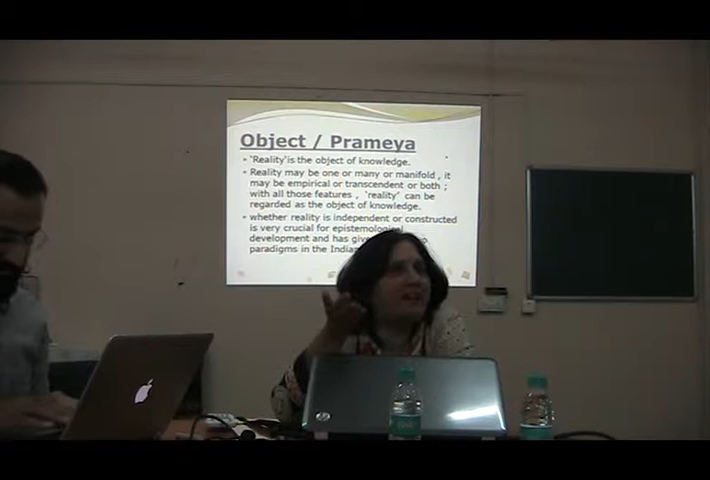 Object / Prameya
'Reality'is the object of knowledge.
Reality may be one or many or manifold , it
may be empirical or transcendent or both ;
with all those features , 'reality' can be
regarded as the object of knowledge.
whether reality is independent or constructed
is very crucial for epistemological
development and has
paradigms in the
hp